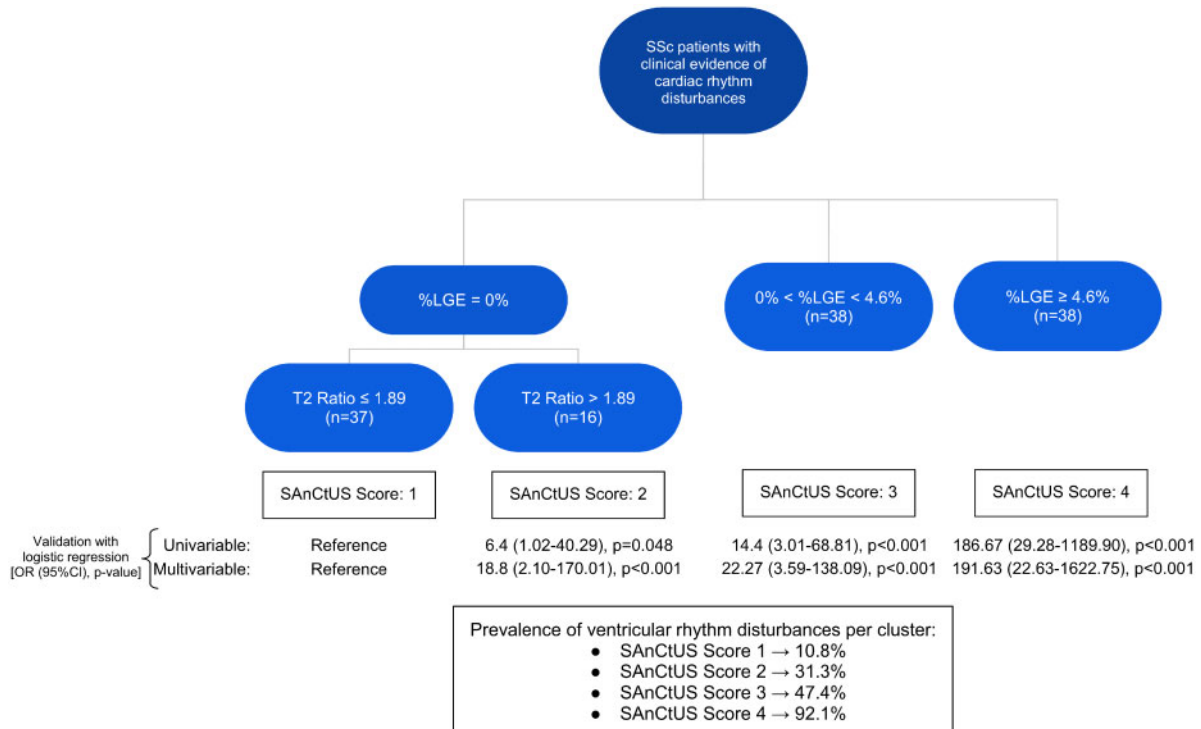 SSc patients with
clinical evidence of
cardiac rhythm
disturbances
%LGE = 0%
0% < %LGE < 4.6%
(n=38)
%LGE ≥ 4.6%
(n=38)
T2 Ratio ≤ 1.89
(n=37)
T2 Ratio > 1.89
(n=16)
SAnCtUS Score: 1
SAnCtUS Score: 2
SAnCtUS Score: 3
SAnCtUS Score: 4
Validation with
logistic regression
[OR (95%CI), p-value]
Univariable: Reference 6.4 (1.02-40.29), p=0.048 14.4 (3.01-68.81), p<0.001 186.67 (29.28-1189.90), p<0.001
Multivariable: Reference 18.8 (2.10-170.01), p<0.001 22.27 (3.59-138.09), p<0.001 191.63 (22.63-1622.75), p<0.001
Prevalence of ventricular rhythm disturbances per cluster:
● SAnCtUS Score 1 → 10.8%
● SAnCtUS Score 2 → 31.3%
● SAnCtUS Score 3 → 47.4%
● SAnCtUS Score 4 → 92.1%